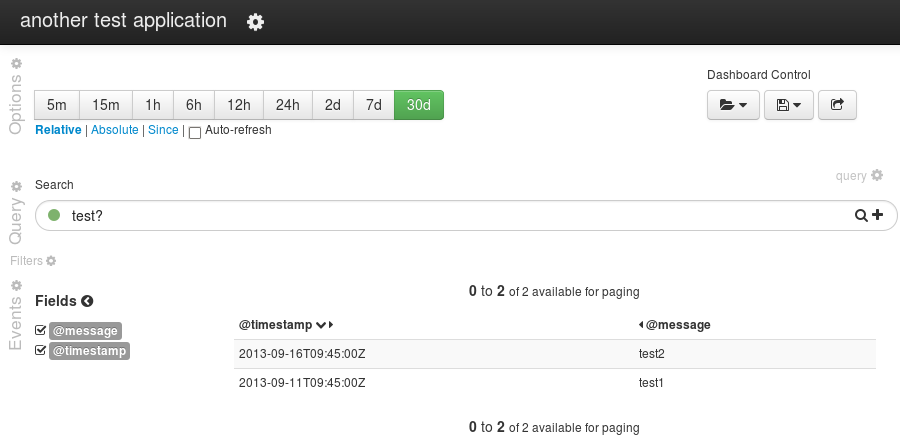 another test application
Options
Dashboard Control
5m 15m 1h 6h 12h 24h 2d 7d 30d
Relative | Absolute | Since | Auto-refresh
query
Query
Search
test?
Filters
Events
0 to 2 of 2 available for paging
Fields
@timestamp @message
@message
@timestamp
2013-09-16T09:45:00Z test2
2013-09-11T09:45:00Z test1
0 to 2 of 2 available for paging